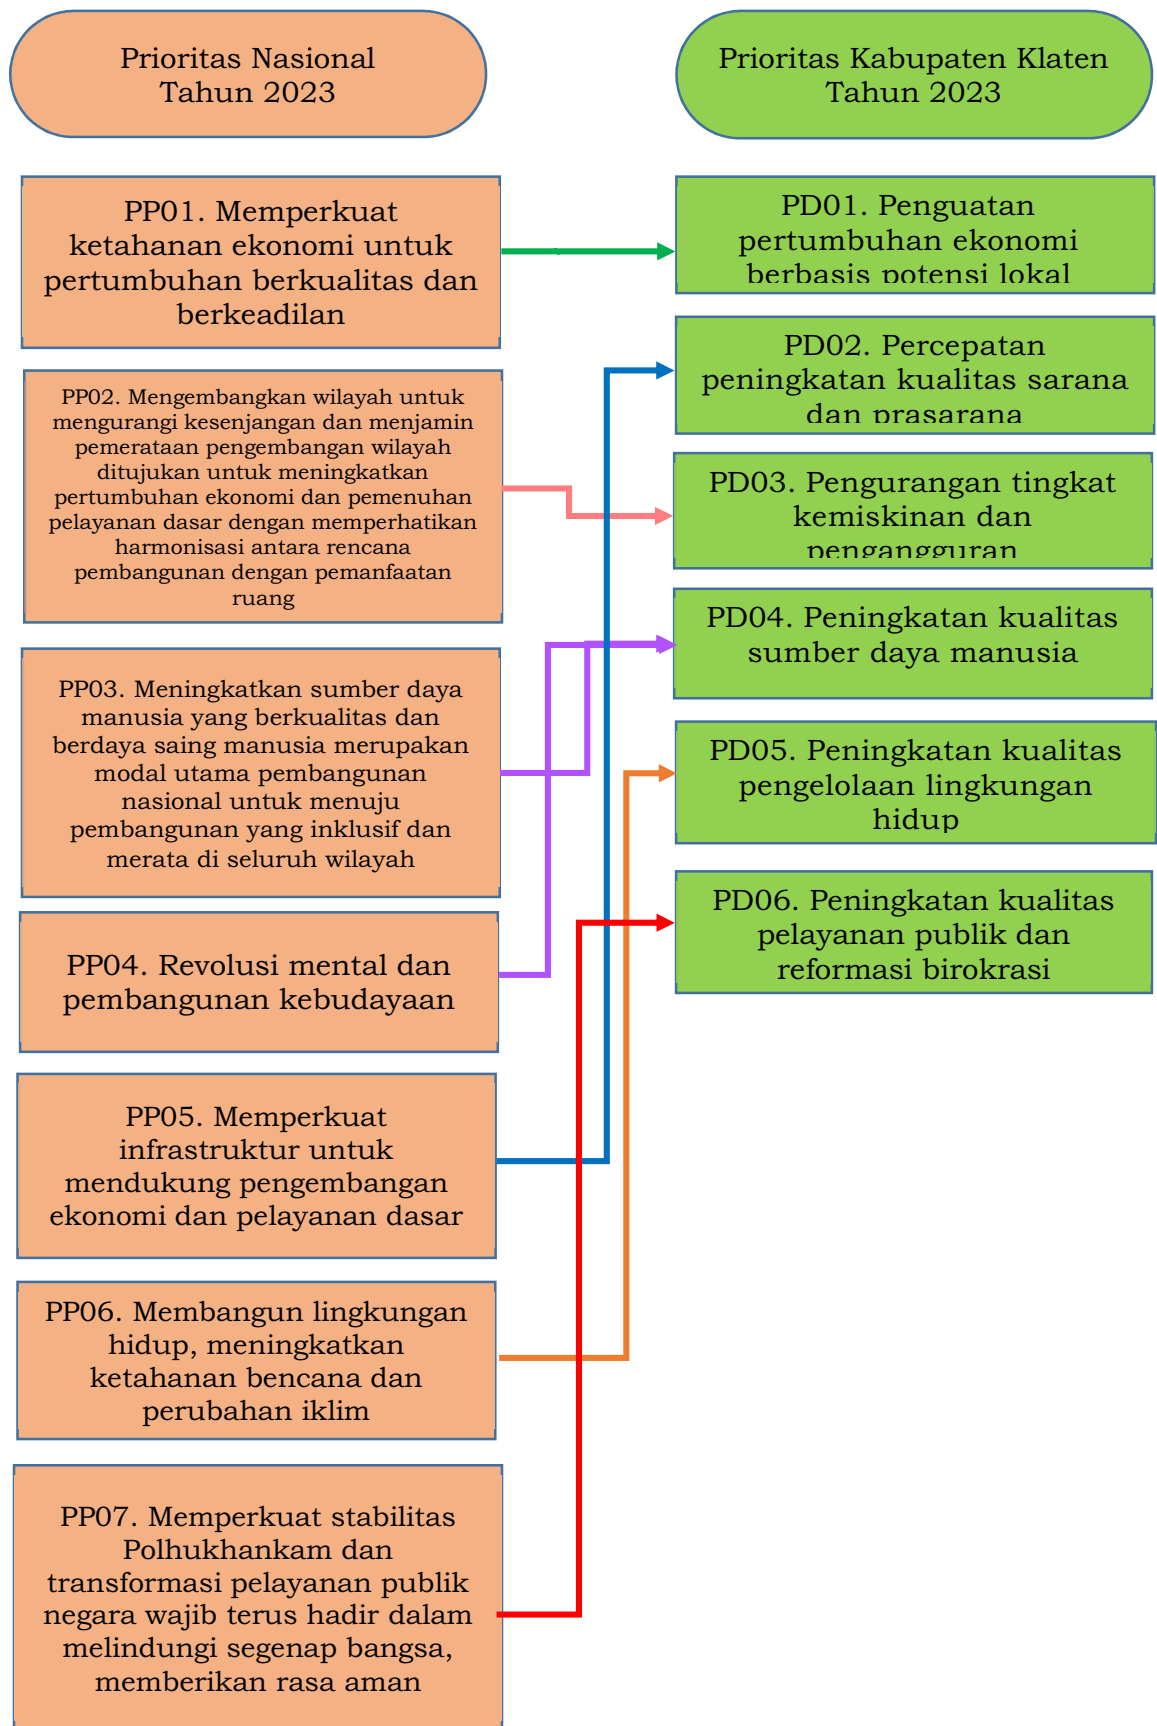 Prioritas Nasional
Tahun 2023
Prioritas Kabupaten Klaten
Tahun 2023
PP01. Memperkuat
ketahanan ekonomi untuk
pertumbuhan berkualitas dan
berkeadilan
PP02. Mengembangkan wilayah untuk
mengurangi kesenjangan dan menjamin
pemerataan pengembangan wilayah
ditujukan untuk meningkatkan
pertumbuhan ekonomi dan pemenuhan
pelayanan dasar dengan memperhatikan
harmonisasi antara rencana
pembangunan dengan pemanfaatan
ruang
PP03. Meningkatkan sumber daya
manusia yang berkualitas dan
berdaya saing manusia merupakan
modal utama pembangunan
nasional untuk menuju
pembangunan yang inklusif dan
merata di seluruh wilayah
PP04. Revolusi mental dan
pembangunan kebudayaan
PP05. Memperkuat
infrastruktur untuk
mendukung pengembangan
ekonomi dan pelayanan dasar
PP06. Membangun lingkungan
hidup, meningkatkan
ketahanan bencana dan
perubahan iklim
PP07. Memperkuat stabilitas
Polhukhankam dan
transformasi pelayanan publik
negara wajib terus hadir dalam
melindungi segenap bangsa,
memberikan rasa aman
PD01. Penguatan
pertumbuhan ekonomi
berbasis potensi lokal
PD02. Percepatan
peningkatan kualitas sarana
dan prasarana
PD03. Pengurangan tingkat
kemiskinan dan
pengangguran
PD04. Peningkatan kualitas
sumber daya manusia
PD05. Peningkatan kualitas
pengelolaan lingkungan
hidup
PD06. Peningkatan kualitas
pelayanan publik dan
reformasi birokrasi